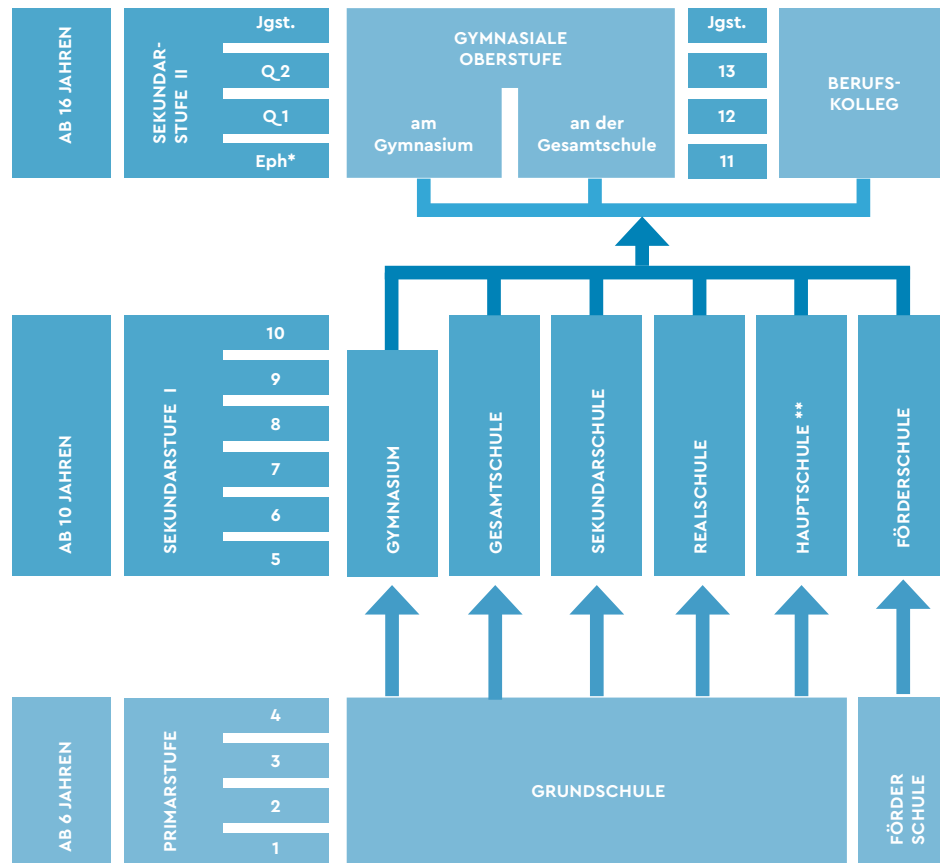 AB 16 JAHREN
SEKUNDAR-
STUFE II
Jgst.
Q 2
Q 1
Eph*
GYMNASIALE
OBERSTUFE
am
Gymnasium
an der
Gesamtschule
Jgst.
13
12
11
BERUFS-
KOLLEG
AB 10 JAHREN
SEKUNDARSTUFE I
10
9
8
7
6
5
GYMNASIUM
GESAMTSCHULE
SEKUNDARSCHULE
REALSCHULE
HAUPTSCHULE **
FÖRDERSCHULE
AB 6 JAHREN
PRIMARSTUFE
4
3
2
1
GRUNDSCHULE
FÖRDER
SCHULE